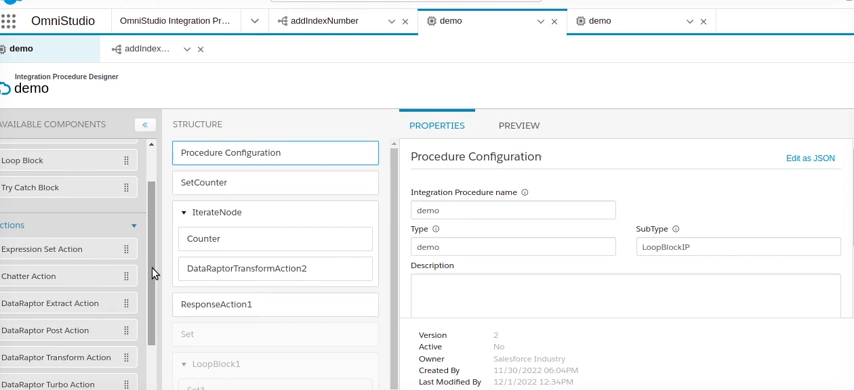 OmniStudio
OmniStudio Integration Pr...
addIndexNumber
demo
demo
demo
addIndex...
Integration Procedure Designer
demo
AVAILABLE COMPONENTS
«
Loop Block
Try Catch Block
ctions
Expression Set Action
Chatter Action
DataRaptor Extract Action
DataRaptor Post Action
DataRaptor Transform Action
DataRaptor Turbo Action
STRUCTURE
Procedure Configuration
SetCounter
IterateNode
Counter
DataRaptorTransformAction2
ResponseAction1
Set
LoopBlock1
PROPERTIES
PREVIEW
Procedure Configuration
Edit as JSON
Integration Procedure name
demo
Type
SubType
demo
LoopBlockIP
Description
Version 2
Active No
Owner Salesforce Industry
Created By 11/30/2022 06:04PM
Last Modified By 12/1/2022 12:34PM